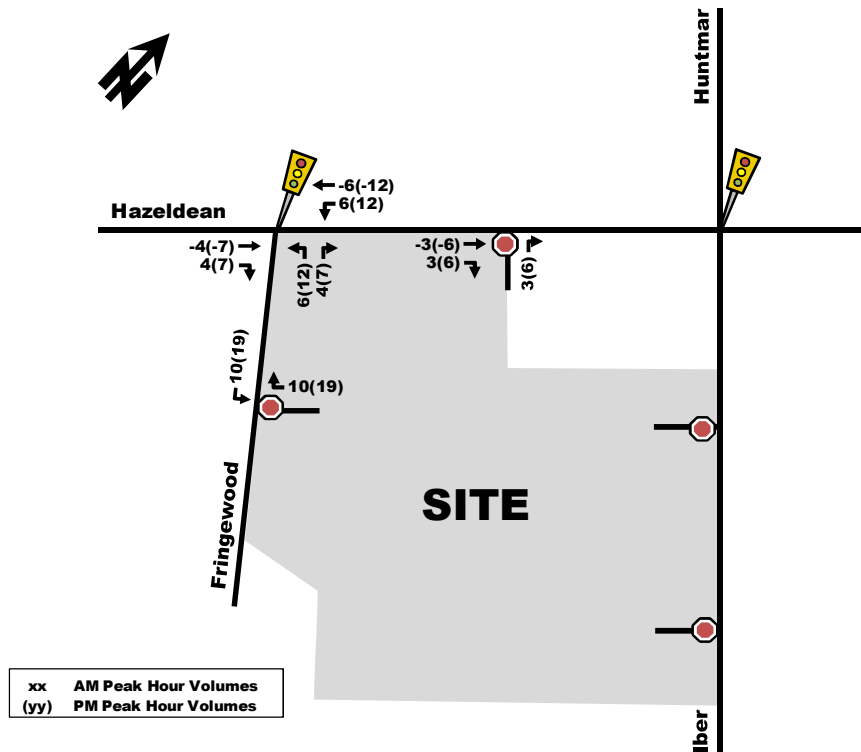 Huntmar
-6(-12)
6(12)
Hazeldean
-4(-7)
4(7)
6(12)
4(7)
-3(-6)
3(6)
3(6)
10(19)
10(19)
SITE
Fringewood
xx AM Peak Hour Volumes
(yy) PM Peak Hour Volumes